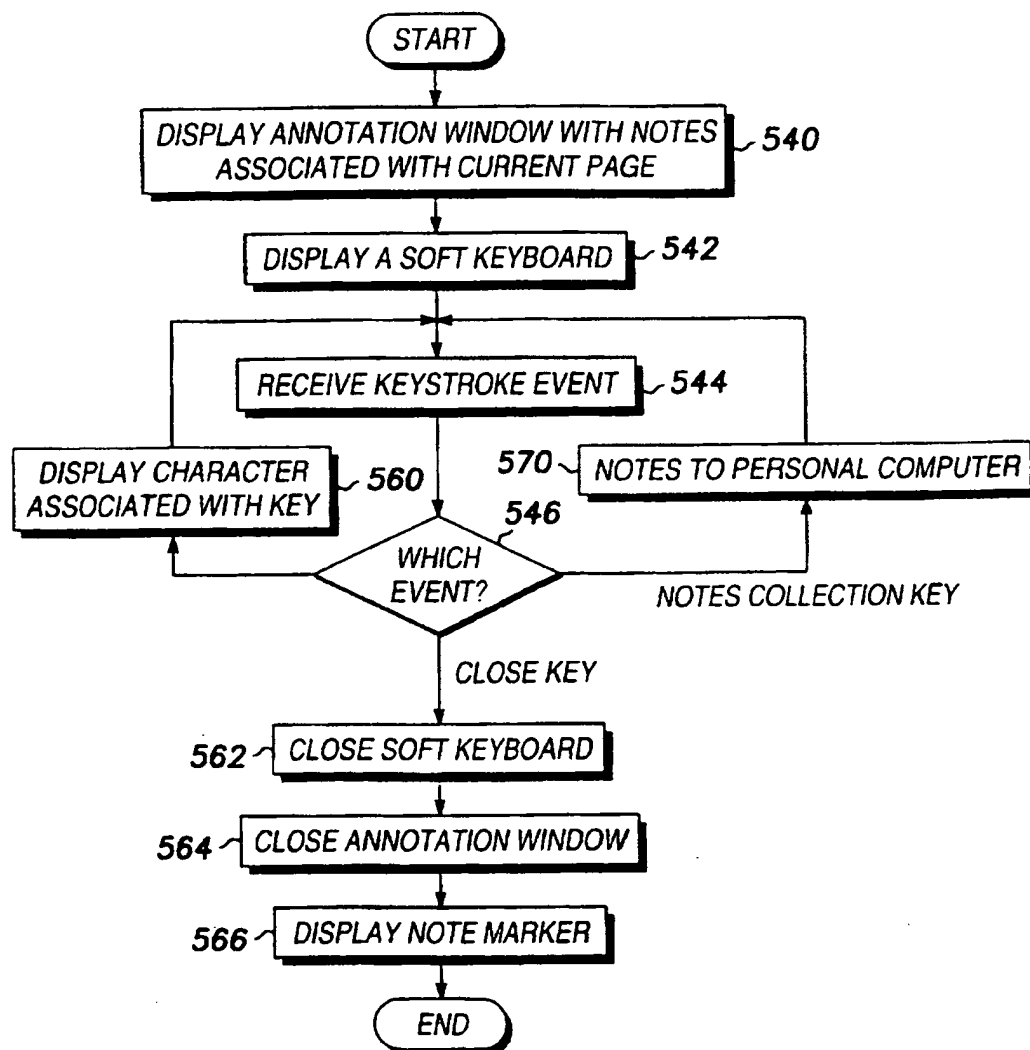 START
DISPLAY ANNOTATION WINDOW WITH NOTES
ASSOCIATED WITH CURRENT PAGE
540
DISPLAY A SOFT KEYBOARD
542
RECEIVE KEYSTROKE EVENT
544
DISPLAY CHARACTER
ASSOCIATED WITH KEY
560
570
NOTES TO PERSONAL COMPUTER
546
WHICH
EVENT?
NOTES COLLECTION KEY
CLOSE KEY
562
CLOSE SOFT KEYBOARD
564
CLOSE ANNOTATION WINDOW
566
DISPLAY NOTE MARKER
END